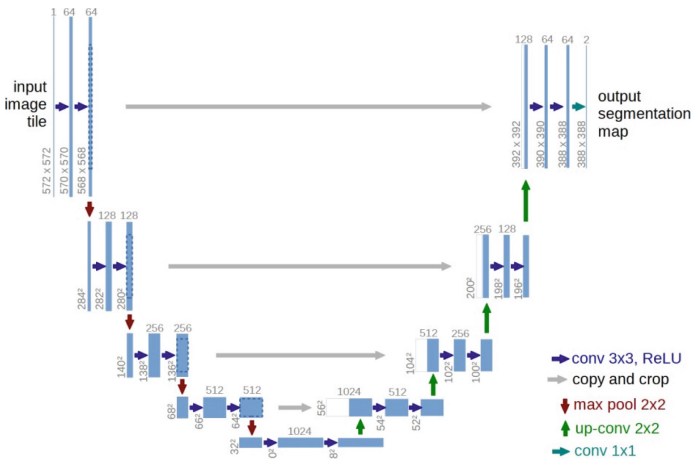 1 64 64
128 64 64 2
input
image
tile
output
segmentation
map
572 x 572
570 x 570
568 x 568
392 x 392
390 x 390
388 x 388
388 x 388
128 128
256 128
284²
282²
280²
200²
198²
196²
256 256
512 256
140²
138²
136²
104²
102²
100²
512 512
1024 512
68²
66²
64²
56²
54²
52²
1024
32²
0²
8²
conv 3x3, ReLU
copy and crop
max pool 2x2
up-conv 2x2
conv 1x1